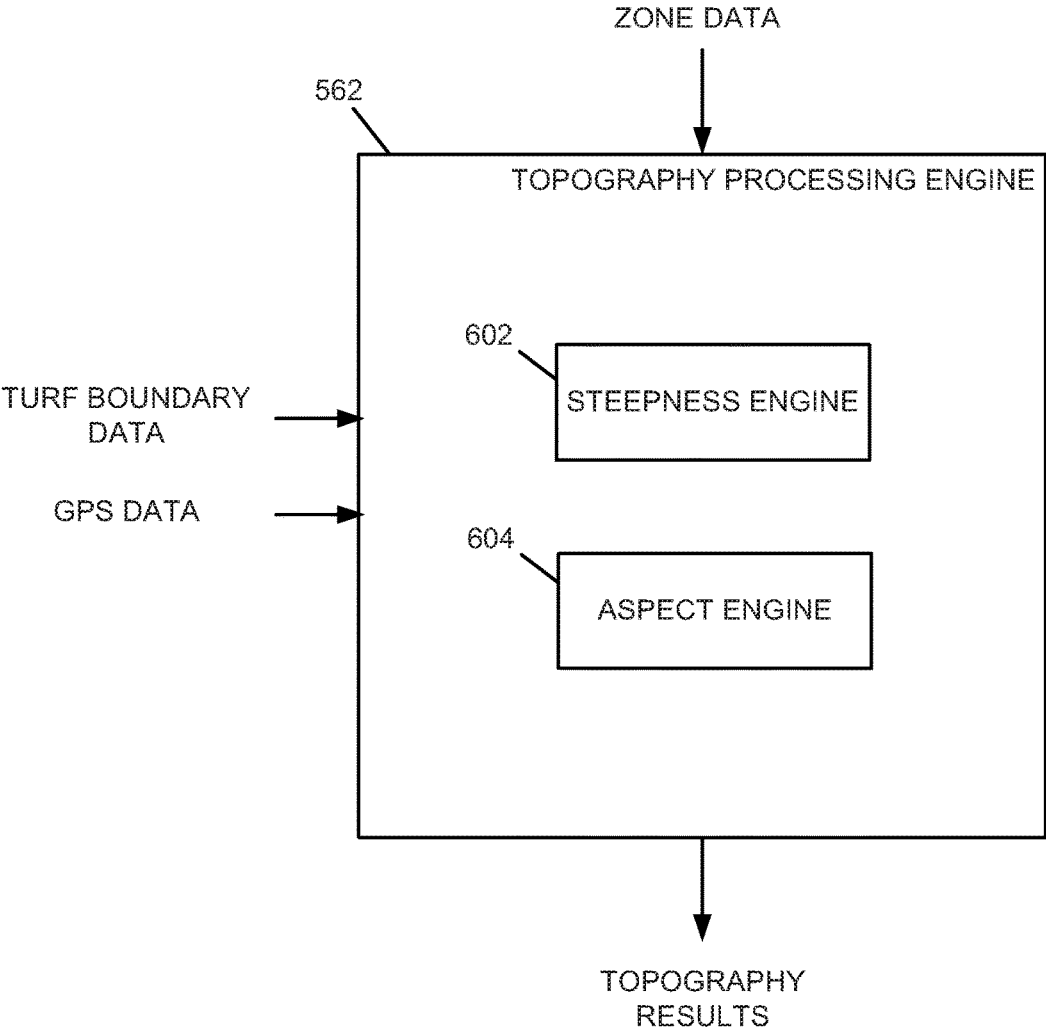 ZONE DATA
562
TOPOGRAPHY PROCESSING ENGINE
602
STEEPNESS ENGINE
TURF BOUNDARY
DATA
GPS DATA
604
ASPECT ENGINE
TOPOGRAPHY
RESULTS